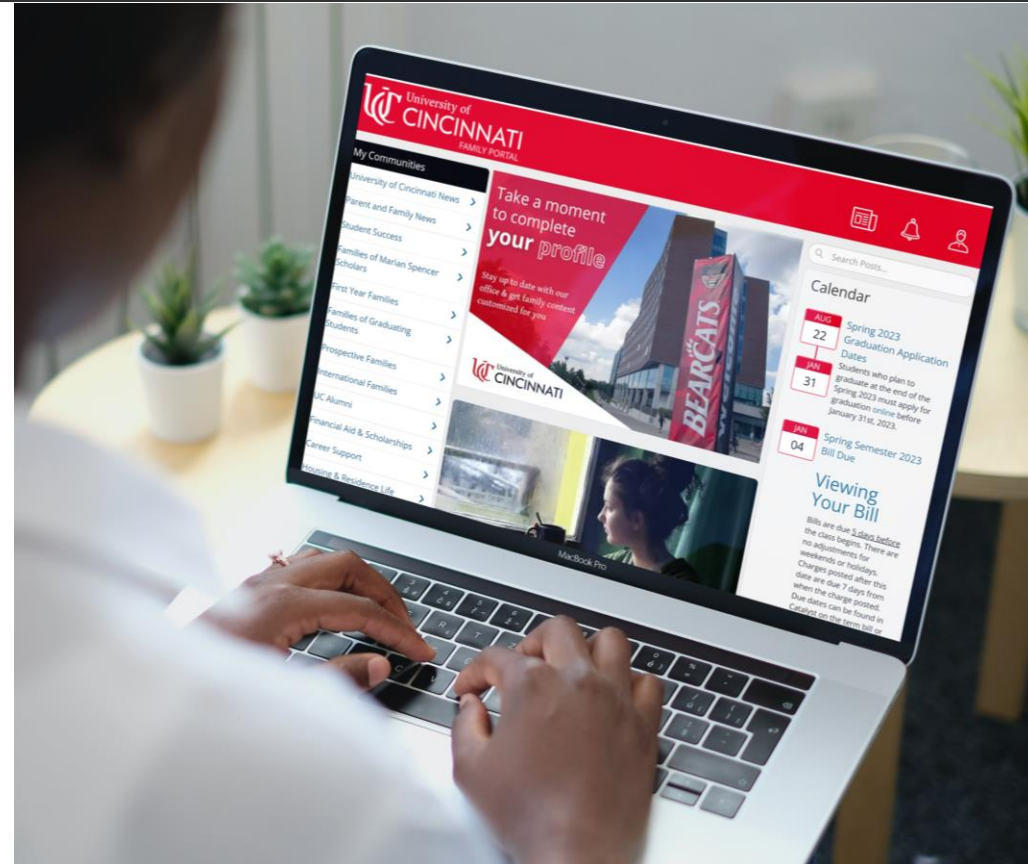 University of
CINCINNATI
FAMILY PORTAL
My Communities
University of Cincinnati News
Parent and Family News
Student Success
Families of Marian Spencer
Scholars
First Year Families
Families of Graduating
Students
Prospective Families
International Families
UC Alumni
Financial Aid & Scholarships
Career Support
Housing & Residence Life
Take a moment
to complete
your profile
Stay up to date with our
office & get family content
customized for you
University of
CINCINNATI
the
BEARCATS
Search Posts...
Calendar
AUG
22
JAN
31
Spring 2023
Graduation Application
Dates
Students who plan to
graduate at the end of the
Spring 2023 must apply for
graduation online before
January 31st, 2023.
JAN
04
Spring Semester 2023
Bill Due
Viewing
Your Bill
Bills are due 5 days before
the class begins. There are
no adjustments for
weekends or holidays.
Charges posted after this
date are due 7 days from
when the charge posted.
Due dates can be found in
Catalyst on the term bill or
MacBook Pro